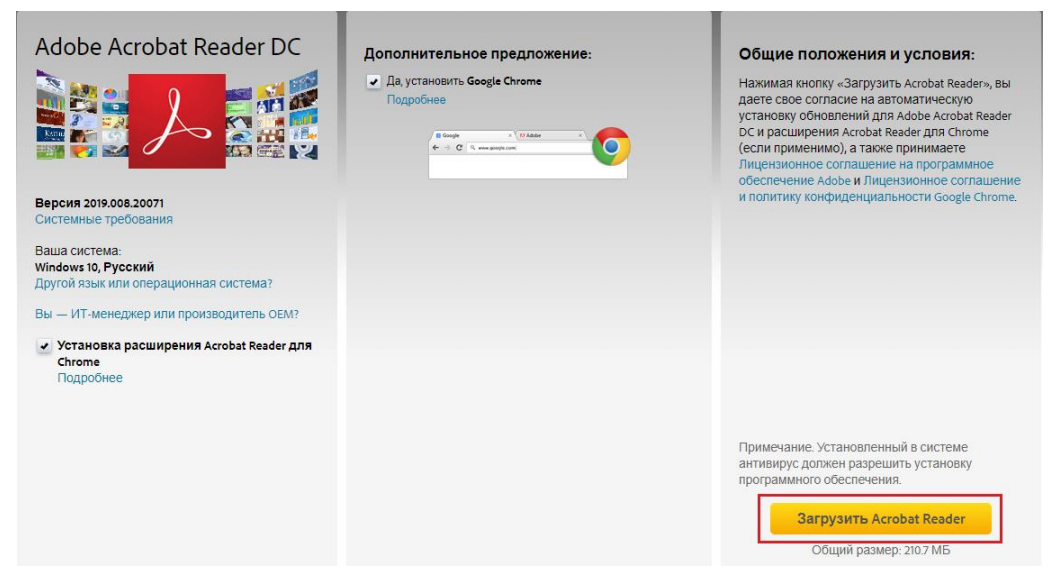 Adobe Acrobat Reader DC
Версия 2019.008.20071
Системные требования
Ваша система:
Windows 10, Русский
Другой язык или операционная система?
Вы — ИТ-менеджер или производитель OEM?
Установка расширения Acrobat Reader для
Chrome
Подробнее
Дополнительное предложение:
Да, установить Google Chrome
Подробнее
Google
Adobe
www.google.com
Общие положения и условия:
Нажимая кнопку «Загрузить Acrobat Reader», вы
даете свое согласие на автоматическую
установку обновлений для Adobe Acrobat Reader
DC и расширения Acrobat Reader для Chrome
(если применимо), а также принимаете
Лицензионное соглашение на программное
обеспечение Adobe и Лицензионное соглашение
и политику конфиденциальности Google Chrome.
Примечание. Установленный в системе
антивирус должен разрешить установку
программного обеспечения.
Загрузить Acrobat Reader
Общий размер: 210.7 МБ